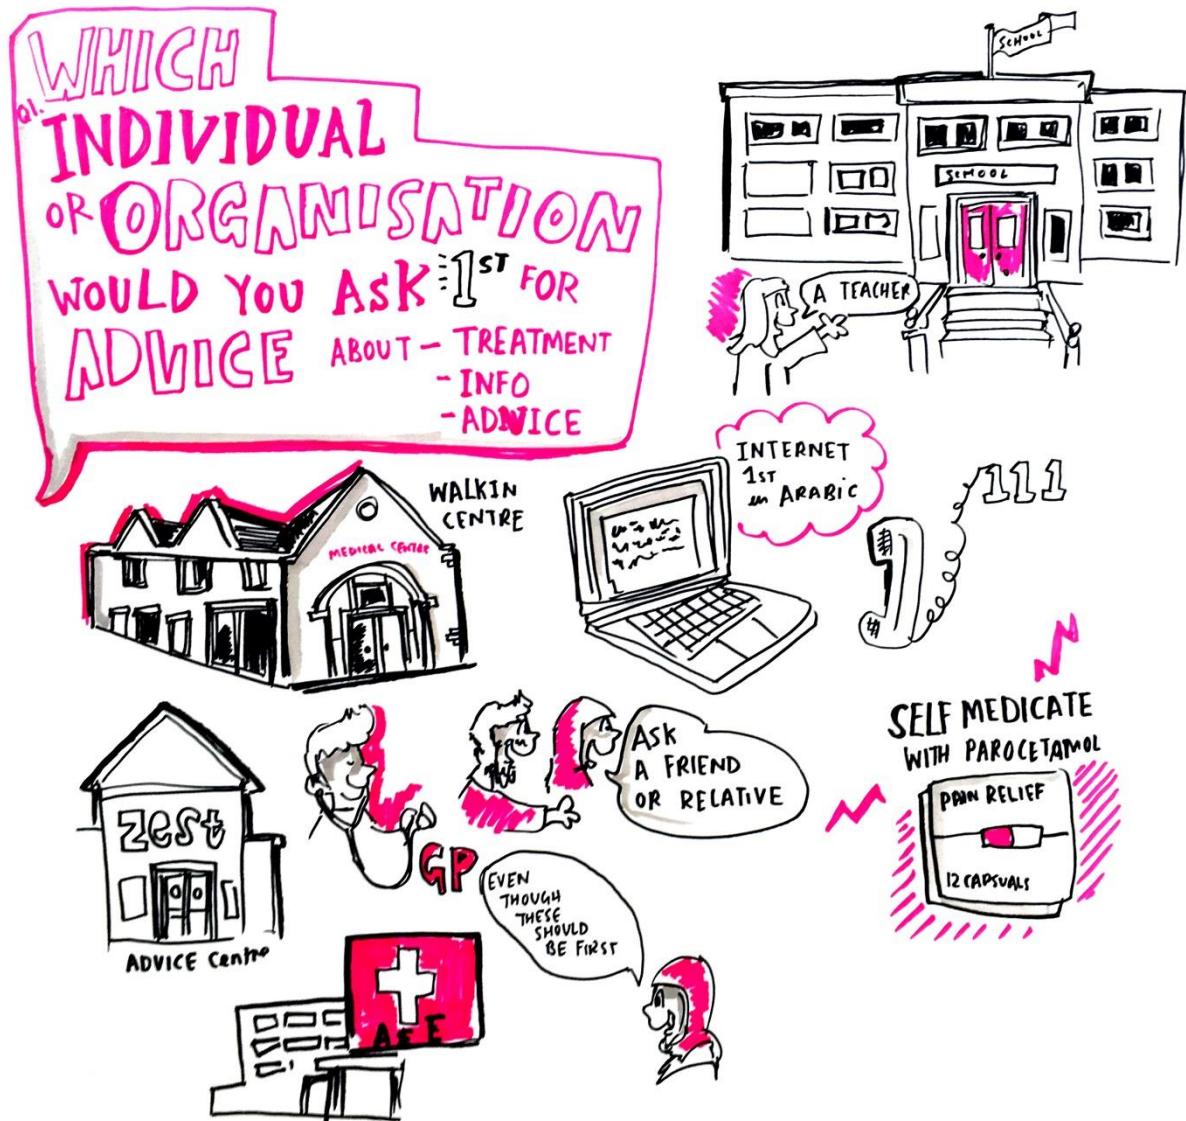 WHICH
Q1.
INDIVIDUAL
OR ORGANISATION
WOULD YOU ASK 1ST FOR
ADVICE ABOUT - TREATMENT
- INFO
- ADVICE
SCHOOL
SCHOOL
A TEACHER
WALKIN
CENTRE
MEDICAL CENTRE
INTERNET
1ST
in ARABIC
111
SELF MEDICATE
WITH PAROCETAMOL
PAIN RELIEF
12 CAPSUALS
zest
ADVICE Centre
GP
ASK
A FRIEND
OR RELATIVE
EVEN
THOUGH
THESE
SHOULD
BE FIRST
A & E